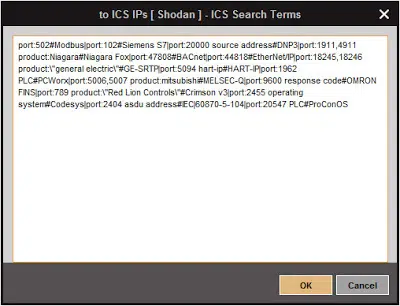 to ICS IPs [ Shodan ] - ICS Search Terms
port:502#Modbus|port:102#Siemens S7|port:20000 source address#DNP3|port:1911,4911
product:Niagara#Niagara Fox|port:47808#BACnet|port:44818#EtherNet/IP|port:18245,18246
product:\"general electric\"#GE-SRTP|port:5094 hart-ip#HART-IP|port:1962
PLC#PCWorx|port:5006,5007 product:mitsubishi#MELSEC-Q|port:9600 response code#OMRON
FINS|port:789 product:\"Red Lion Controls\"#Crimson v3|port:2455 operating
system#Codesys|port:2404 asdu address#IEC|60870-5-104|port:20547 PLC#ProConOS
OK Cancel